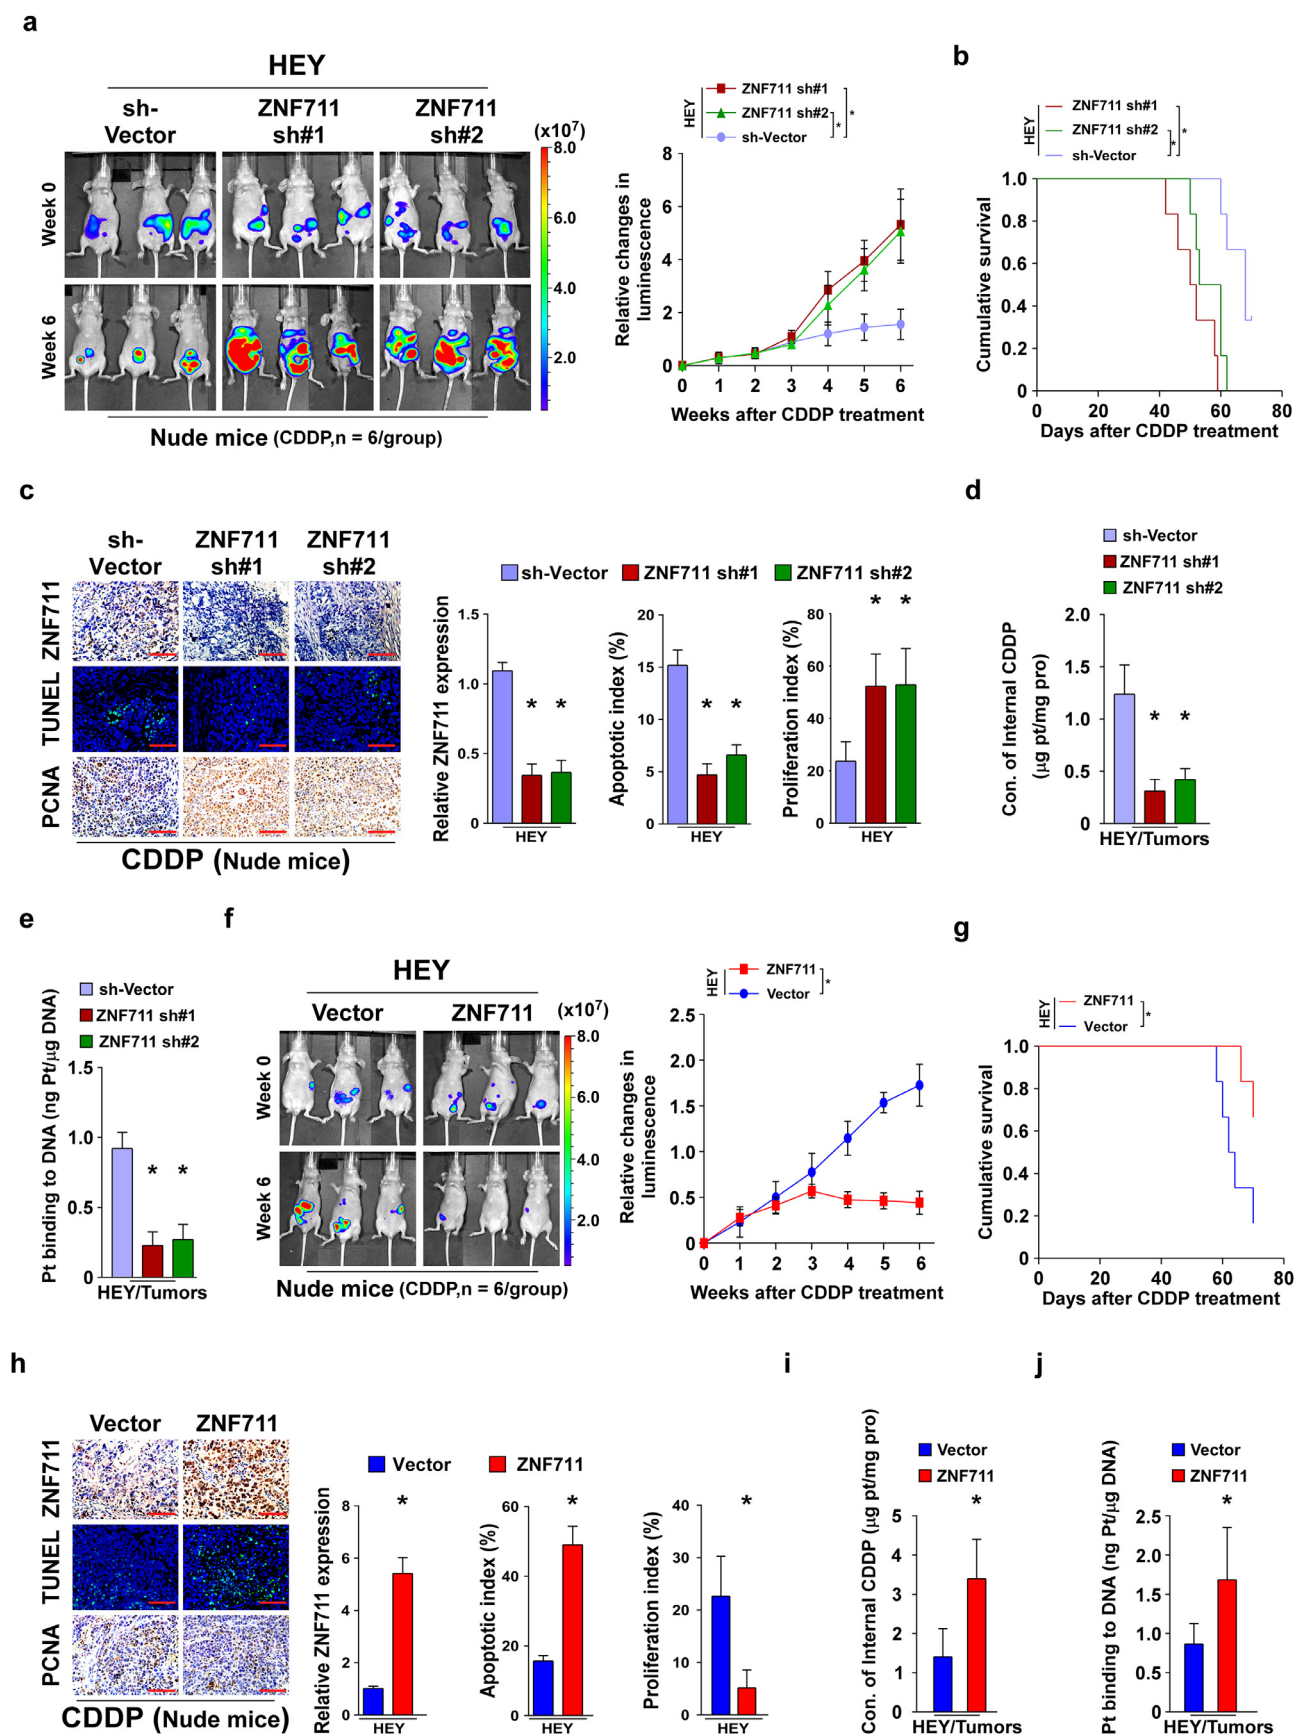 a
HEY
sh-
Vector
ZNF711
sh#1
ZNF711
sh#2
(x10⁷)
8.0
6.0
4.0
2.0
Week 0
Week 6
Nude mice (CDDP,n = 6/group)
HEY
ZNF711 sh#1
ZNF711 sh#2
sh-Vector
*
*
Relative changes in
luminescence
8
6
4
2
0
0 1 2 3 4 5 6
Weeks after CDDP treatment
b
HEY
ZNF711 sh#1
ZNF711 sh#2
sh-Vector
*
*
Cumulative survival
1.0
0.8
0.6
0.4
0.2
0
0 20 40 60 80
Days after CDDP treatment
c
sh-
Vector
ZNF711
sh#1
ZNF711
sh#2
ZNF711
TUNEL
PCNA
CDDP (Nude mice)
sh-Vector
ZNF711 sh#1
ZNF711 sh#2
Relative ZNF711 expression
1.5
1.0
0.5
0
* *
HEY
Apoptotic index (%)
20
15
10
5
0
* *
HEY
Proliferation index (%)
80
60
40
20
0
* *
HEY
d
sh-Vector
ZNF711 sh#1
ZNF711 sh#2
Con. of Internal CDDP
(μg pt/mg pro)
2.0
1.5
1.0
0.5
0
* *
HEY/Tumors
e
sh-Vector
ZNF711 sh#1
ZNF711 sh#2
Pt binding to DNA (ng Pt/μg DNA)
1.5
1.0
0.5
0
* *
HEY/Tumors
f
HEY
Vector
ZNF711
(x10⁷)
8.0
6.0
4.0
2.0
Week 0
Week 6
Nude mice (CDDP,n = 6/group)
HEY
ZNF711
Vector
*
Relative changes in
luminescence
2.5
2.0
1.5
1.0
0.5
0
0 1 2 3 4 5 6
Weeks after CDDP treatment
g
HEY
ZNF711
Vector
*
Cumulative survival
1.0
0.8
0.6
0.4
0.2
0
0 20 40 60 80
Days after CDDP treatment
h
Vector
ZNF711
ZNF711
TUNEL
PCNA
CDDP (Nude mice)
Vector
ZNF711
Relative ZNF711 expression
8
6
4
2
0
*
HEY
Apoptotic index (%)
60
40
20
0
*
HEY
Proliferation index (%)
40
30
20
10
0
*
HEY
i
Vector
ZNF711
Con. of Internal CDDP (μg pt/mg pro)
5
4
3
2
1
0
*
HEY/Tumors
j
Vector
ZNF711
Pt binding to DNA (ng Pt/μg DNA)
2.5
2.0
1.5
1.0
0.5
0
*
HEY/Tumors